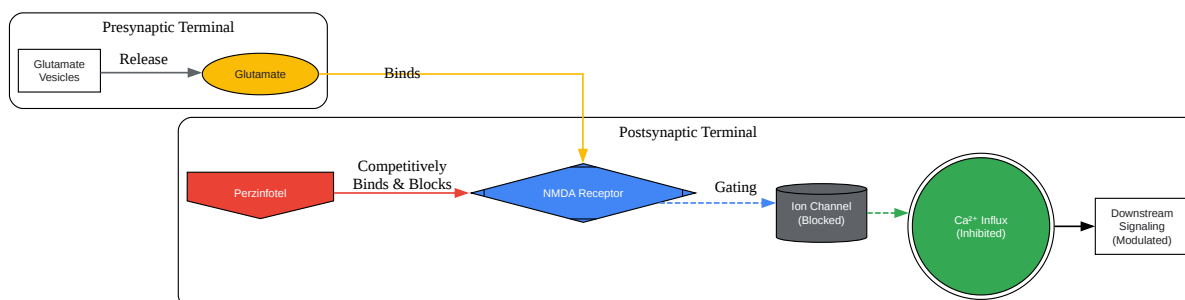 Presynaptic Terminal
Glutamate
Vesicles
Release
Glutamate
Binds
Postsynaptic Terminal
Perzinfotel
Competitively
Binds & Blocks
NMDA Receptor
Gating
Ion Channel
(Blocked)
Ca²⁺ Influx
(Inhibited)
Downstream
Signaling
(Modulated)